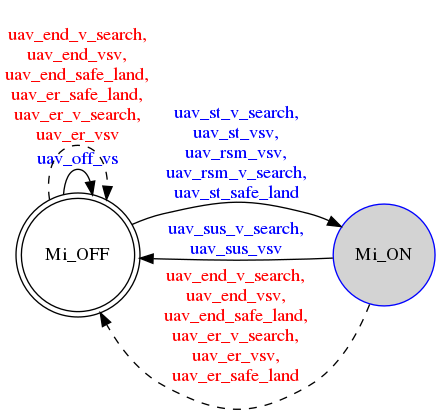 uav_end_v_search,
uav_end_vsv,
uav_end_safe_land,
uav_er_safe_land,
uav_er_v_search,
uav_er_vsv
uav_off_vs
uav_st_v_search,
uav_st_vsv,
uav_rsm_vsv,
uav_rsm_v_search,
uav_st_safe_land
uav_sus_v_search,
uav_sus_vsv
Mi_OFF
Mi_ON
uav_end_v_search,
uav_end_vsv,
uav_end_safe_land,
uav_er_v_search,
uav_er_vsv,
uav_er_safe_land